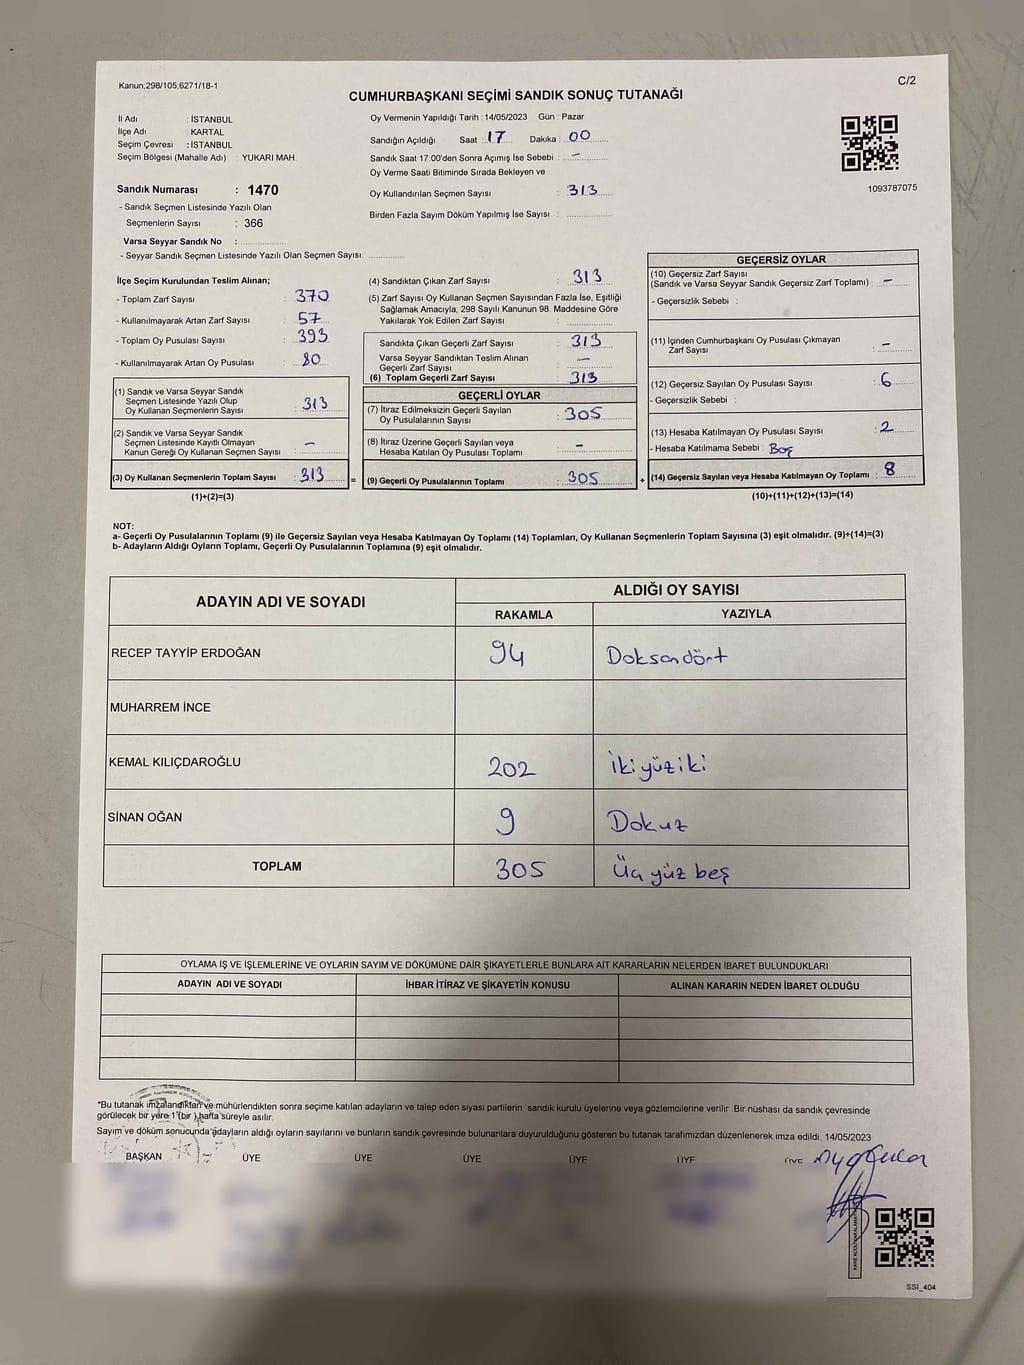 Kanun;298/105,6271/18-1
C/2
CUMHURBAŞKANI SEÇİMİ SANDIK SONUÇ TUTANAĞI
İl Adı : İSTANBUL
İlçe Adı : KARTAL
Seçim Çevresi : İSTANBUL
Seçim Bölgesi (Mahalle Adı) : YUKARI MAH.
Sandık Numarası : 1470
- Sandık Seçmen Listesinde Yazılı Olan
Seçmenlerin Sayısı : 366
Varsa Seyyar Sandık No :
- Seyyar Sandık Seçmen Listesinde Yazılı Olan Seçmen Sayısı:
Oy Vermenin Yapıldığı Tarih :14/05/2023 Gün : Pazar
Sandığın Açıldığı Saat : 17 Dakika : 00
Sandık Saat 17:00'den Sonra Açımış İse Sebebi : -
Oy Verme Saati Bitiminde Sırada Bekleyen ve
Oy Kullandırılan Seçmen Sayısı : 313
Birden Fazla Sayım Döküm Yapılmış İse Sayısı :
1093787075
İlçe Seçim Kurulundan Teslim Alınan;
- Toplam Zarf Sayısı : 370
- Kullanılmayarak Artan Zarf Sayısı : 57
- Toplam Oy Pusulası Sayısı : 393
- Kullanılmayarak Artan Oy Pusulası : 80
(1) Sandık ve Varsa Seyyar Sandık
Seçmen Listesinde Yazılı Olup
Oy Kullanan Seçmenlerin Sayısı : 313
(2) Sandık ve Varsa Seyyar Sandık
Seçmen Listesinde Kayıtlı Olmayan
Kanun Gereği Oy Kullanan Seçmen Sayısı : -
(3) Oy Kullanan Seçmenlerin Toplam Sayısı : 313
(1)+(2)=(3)
(4) Sandıktan Çıkan Zarf Sayısı : 313
(5) Zarf Sayısı Oy Kullanan Seçmen Sayısından Fazla İse, Eşitliği
Sağlamak Amacıyla, 298 Sayılı Kanunun 98. Maddesine Göre
Yakılarak Yok Edilen Zarf Sayısı :
Sandıkta Çıkan Geçerli Zarf Sayısı : 313
Varsa Seyyar Sandıktan Teslim Alınan
Geçerli Zarf Sayısı : -
(6) Toplam Geçerli Zarf Sayısı : 313
GEÇERLİ OYLAR
(7) İtiraz Edilmeksizin Geçerli Sayılan
Oy Pusulalarının Sayısı : 305
(8) İtiraz Üzerine Geçerli Sayılan veya
Hesaba Katılan Oy Pusulası Toplamı : -
= (9) Geçerli Oy Pusulalarının Toplamı : 305 +
GEÇERSİZ OYLAR
(10) Geçersiz Zarf Sayısı
(Sandık ve Varsa Seyyar Sandık Geçersiz Zarf Toplamı) : -
- Geçersizlik Sebebi :
(11) İçinden Cumhurbaşkanı Oy Pusulası Çıkmayan
Zarf Sayısı : -
(12) Geçersiz Sayılan Oy Pusulası Sayısı : 6
- Geçersizlik Sebebi :
(13) Hesaba Katılmayan Oy Pusulası Sayısı : 2
- Hesaba Katılmama Sebebi : Boş
(14) Geçersiz Sayılan veya Hesaba Katılmayan Oy Toplamı : 8
(10)+(11)+(12)+(13)=(14)
NOT:
a- Geçerli Oy Pusulalarının Toplamı (9) ile Geçersiz Sayılan veya Hesaba Katılmayan Oy Toplamı (14) Toplamları, Oy Kullanan Seçmenlerin Toplam Sayısına (3) eşit olmalıdır. (9)+(14)=(3)
b- Adayların Aldığı Oyların Toplamı, Geçerli Oy Pusulalarının Toplamına (9) eşit olmalıdır.
ADAYIN ADI VE SOYADI ALDIĞI OY SAYISI
RAKAMLA YAZIYLA
RECEP TAYYİP ERDOĞAN 94 Doksandört
MUHARREM İNCE
KEMAL KILIÇDAROĞLU 202 İkiyüziki
SİNAN OĞAN 9 Dokuz
TOPLAM 305 Üç yüz beş
OYLAMA İŞ VE İŞLEMLERİNE VE OYLARIN SAYIM VE DÖKÜMÜNE DAİR ŞİKAYETLERLE BUNLARA AİT KARARLARIN NELERDEN İBARET BULUNDUKLARI
ADAYIN ADI VE SOYADI İHBAR İTİRAZ VE ŞİKAYETİN KONUSU ALINAN KARARIN NEDEN İBARET OLDUĞU
*Bu tutanak imzalandıktan ve mühürlendikten sonra seçime katılan adayların ve talep eden siyası partilerin sandık kurulu üyelerine veya gözlemcilerine verilir .Bir nüshası da sandık çevresinde
görülecek bir yere 1 (bir ) hafta süreyle asılır.
Sayım ve döküm sonucunda adayların aldığı oyların sayılarını ve bunların sandık çevresinde bulunanlara duyurulduğunu gösteren bu tutanak tarafımızdan düzenlenerek imza edildi. 14/05/2023
BAŞKAN ÜYE ÜYE ÜYE ÜYE ÜYE ÜYE
SSI_404